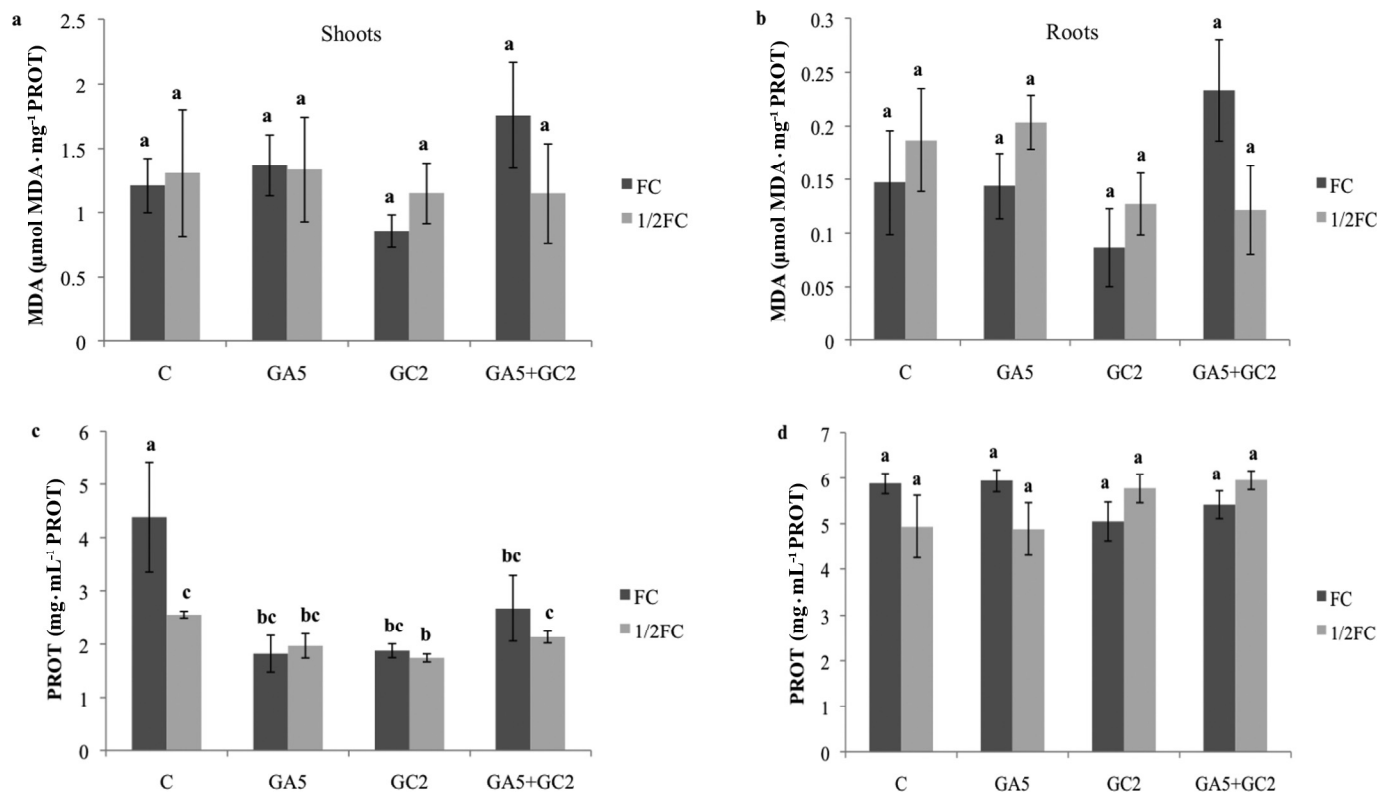 a
Shoots
MDA (µmol MDA·mg⁻¹ PROT)
2.5
2
1.5
1
0.5
0
a
a
a
a
a
a
a
a
C
GA5
GC2
GA5+GC2
FC
1/2FC
b
Roots
MDA (µmol MDA·mg⁻¹ PROT)
0.3
0.25
0.2
0.15
0.1
0.05
0
a
a
a
a
a
a
a
a
C
GA5
GC2
GA5+GC2
FC
1/2FC
c
PROT (mg·mL⁻¹ PROT)
6
5
4
3
2
1
0
a
c
bc
bc
bc
b
bc
c
C
GA5
GC2
GA5+GC2
FC
1/2FC
d
PROT (mg·mL⁻¹ PROT)
7
6
5
4
3
2
1
0
a
a
a
a
a
a
a
a
C
GA5
GC2
GA5+GC2
FC
1/2FC